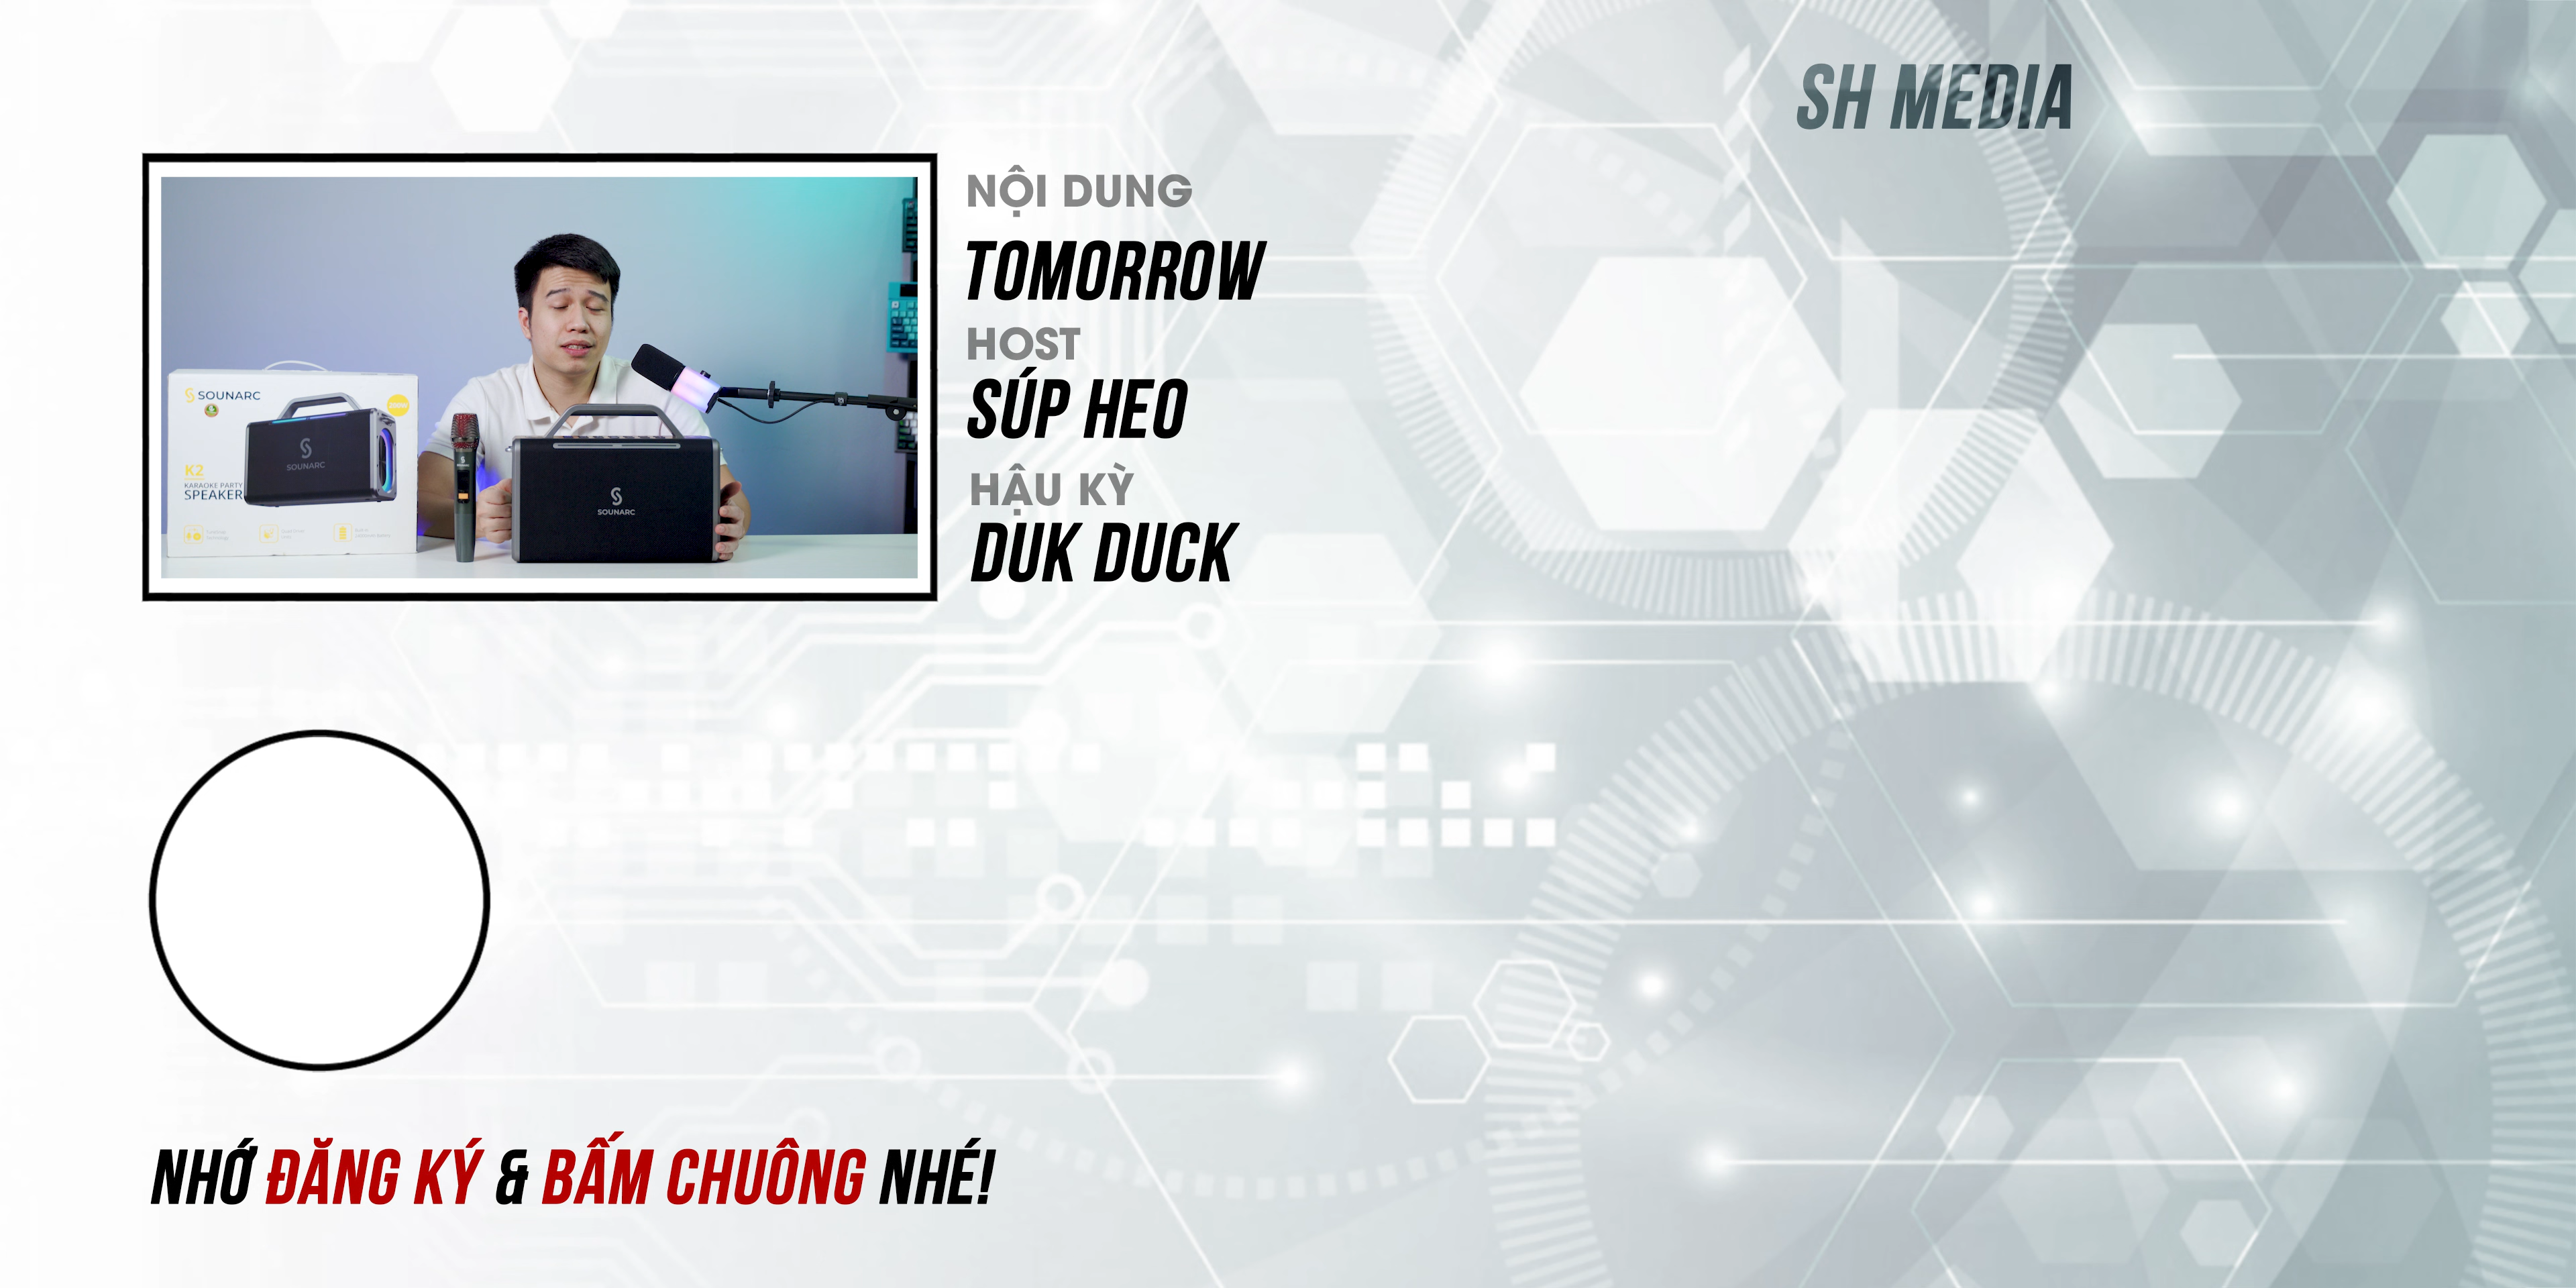 SH MEDIA
NỘI DUNG
TOMORROW
HOST
SÚP HEO
HẬU KỲ
DUK DUCK
SOUNARC
SOUNARC
K2
KARAOKE PARTY
SPEAKER
SOUNARC
NHỚ ĐĂNG KÝ & BẤM CHUÔNG NHÉ!